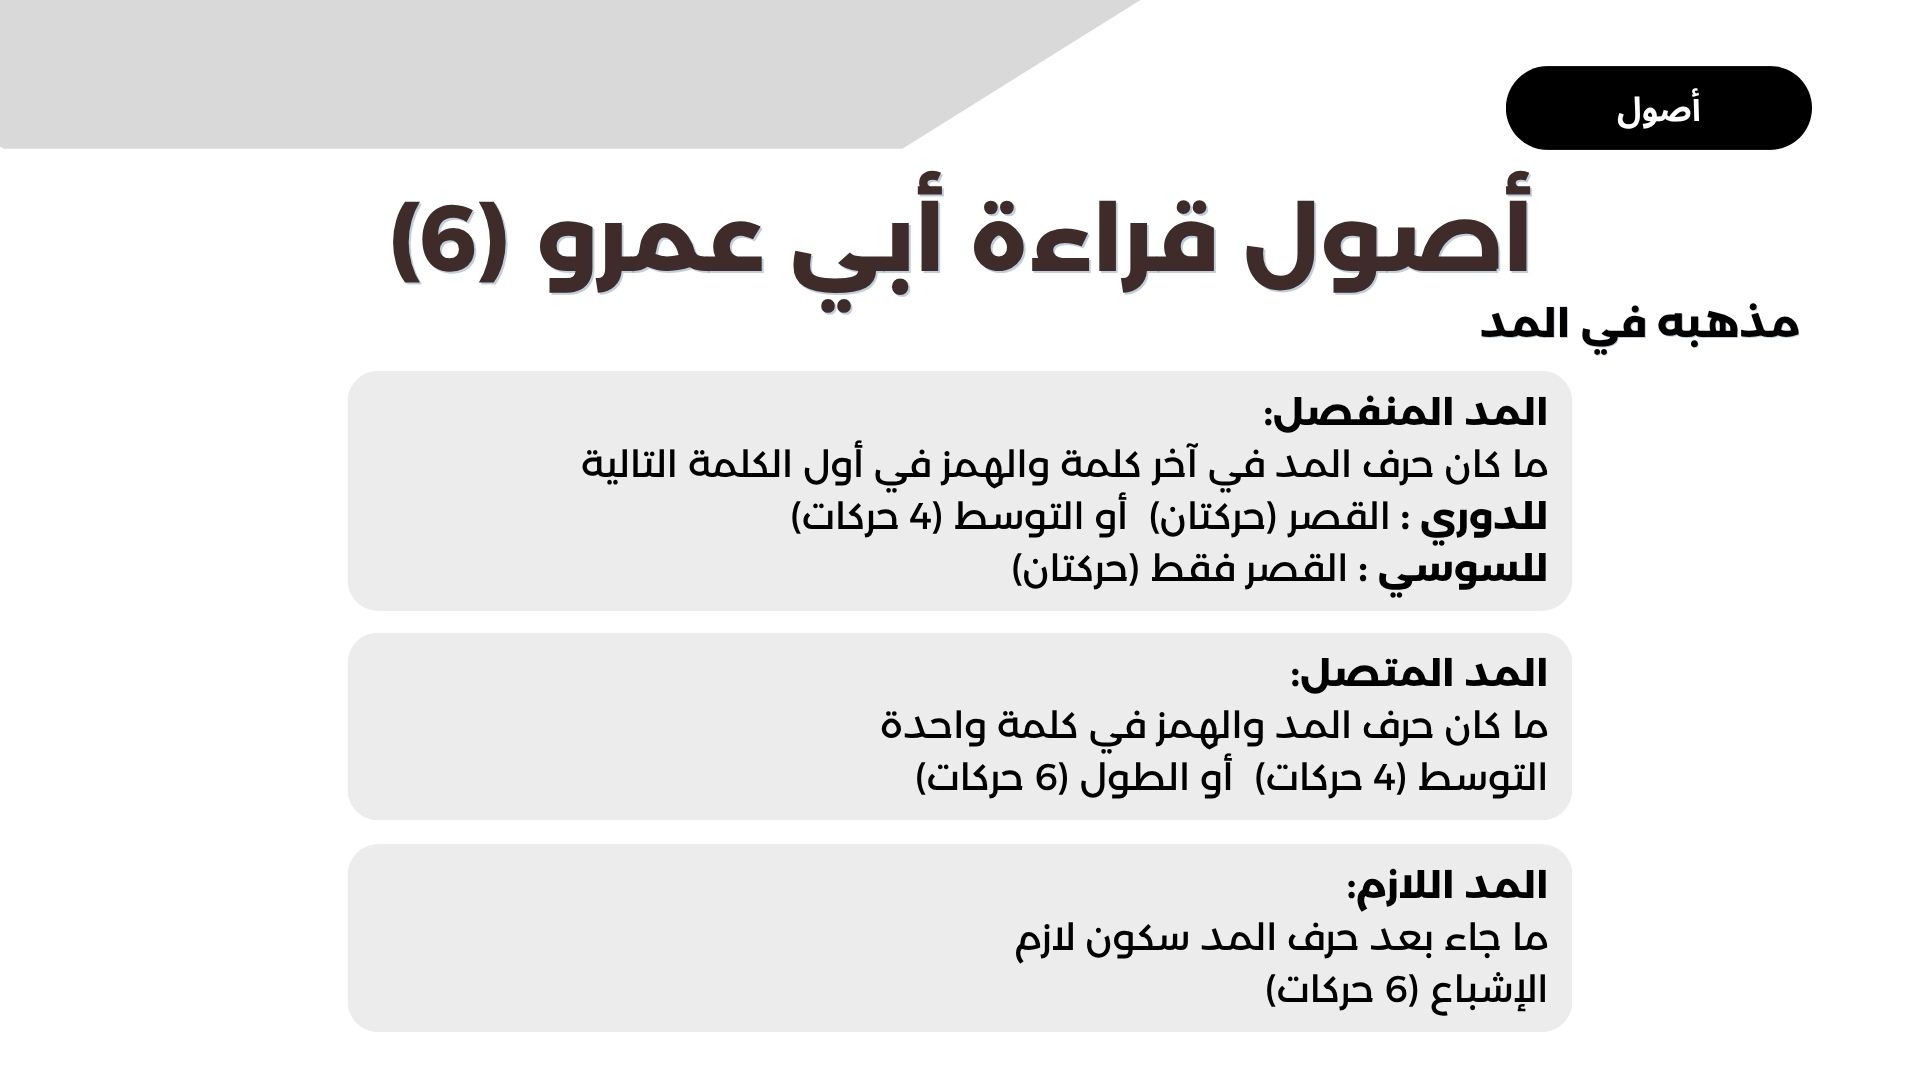 أصول
أصول قراءة أبي عمرو (6)
مذهبه في المد
المد المنفصل:
ما كان حرف المد في آخر كلمة والهمز في أول الكلمة التالية
للدوري : القصر (حركتان) أو التوسط (4 حركات)
للسوسي : القصر فقط (حركتان)
المد المتصل:
ما كان حرف المد والهمز في كلمة واحدة
التوسط (4 حركات) أو الطول (6 حركات)
المد اللازم:
ما جاء بعد حرف المد سكون لازم
الإشباع (6 حركات)